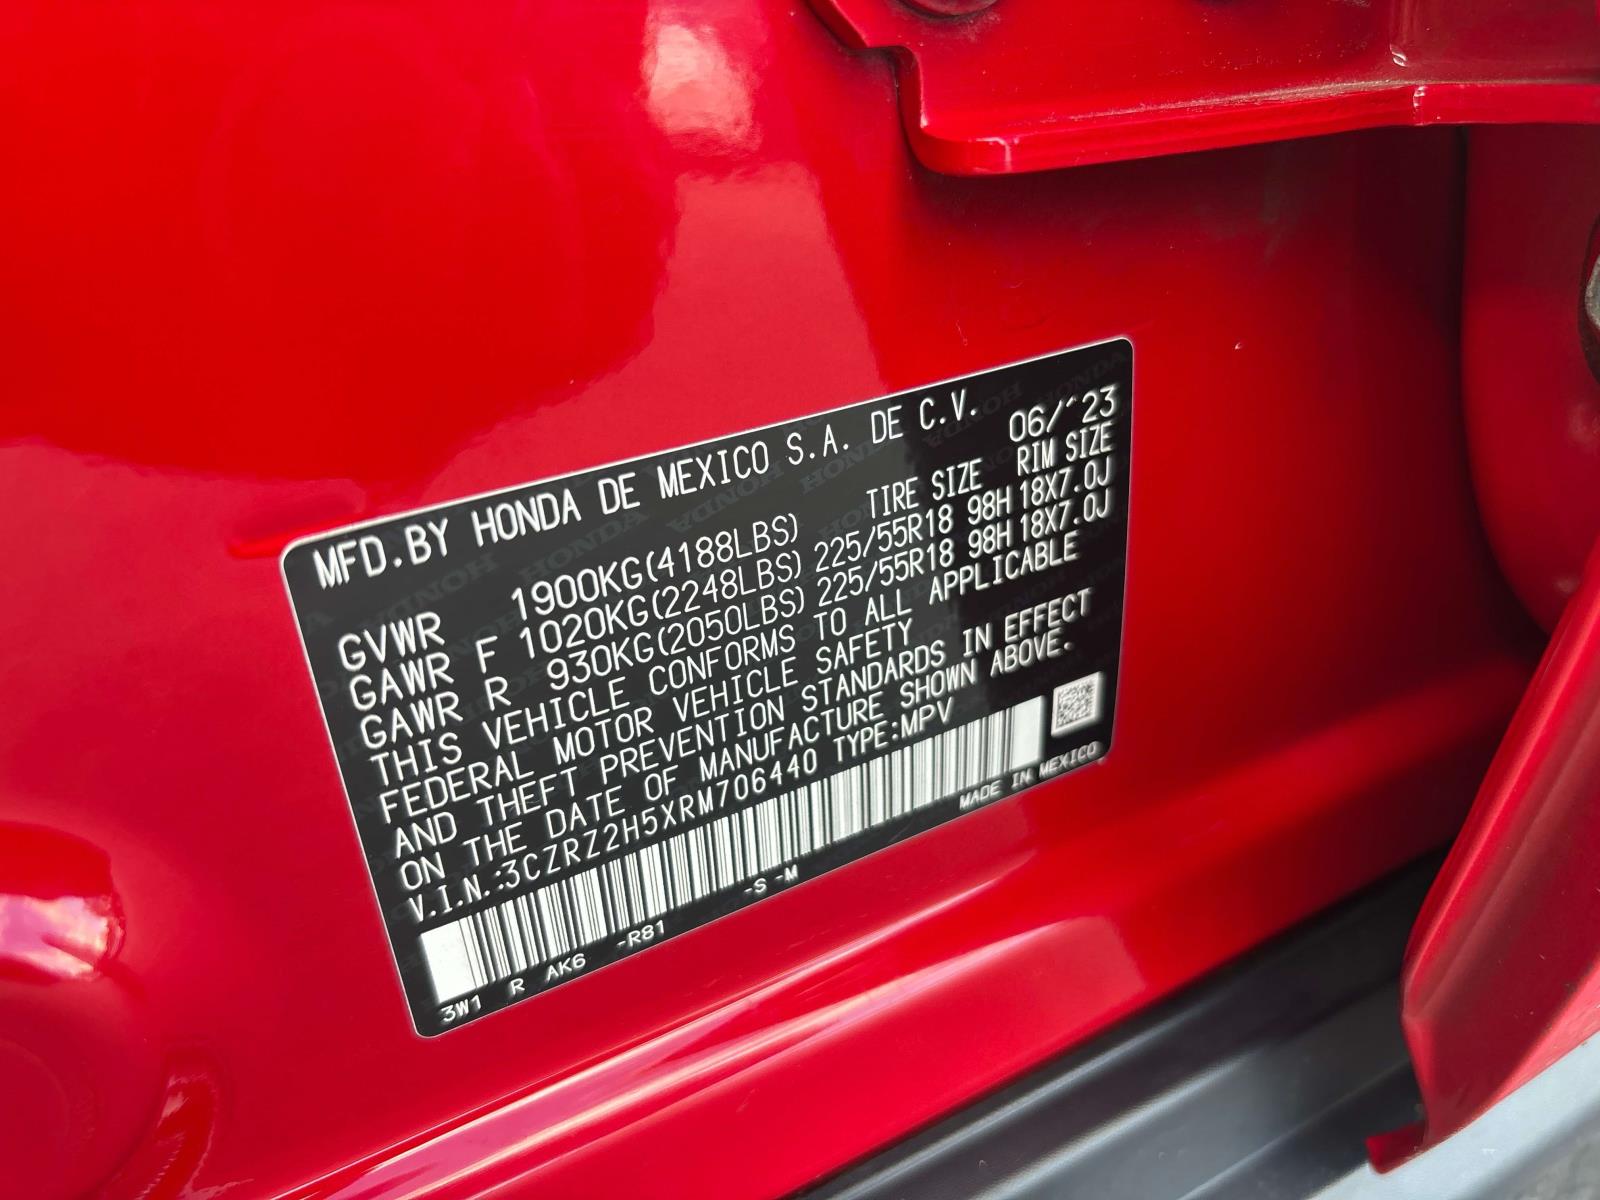 MFD.BY HONDA DE MEXICO S.A. DE C.V.
06/`23
TIRE SIZE RIM SIZE
GVWR 1900KG(4188LBS)
GAWR F 1020KG(2248LBS) 225/55R18 98H 18X7.0J
GAWR R 930KG(2050LBS) 225/55R18 98H 18X7.0J
THIS VEHICLE CONFORMS TO ALL APPLICABLE
FEDERAL MOTOR VEHICLE SAFETY
AND THEFT PREVENTION STANDARDS IN EFFECT
ON THE DATE OF MANUFACTURE SHOWN ABOVE.
V.I.N.:3CZRZ2H5XRM706440 TYPE:MPV
MADE IN MEXICO
3W1 R AK6 -R81 -S -M